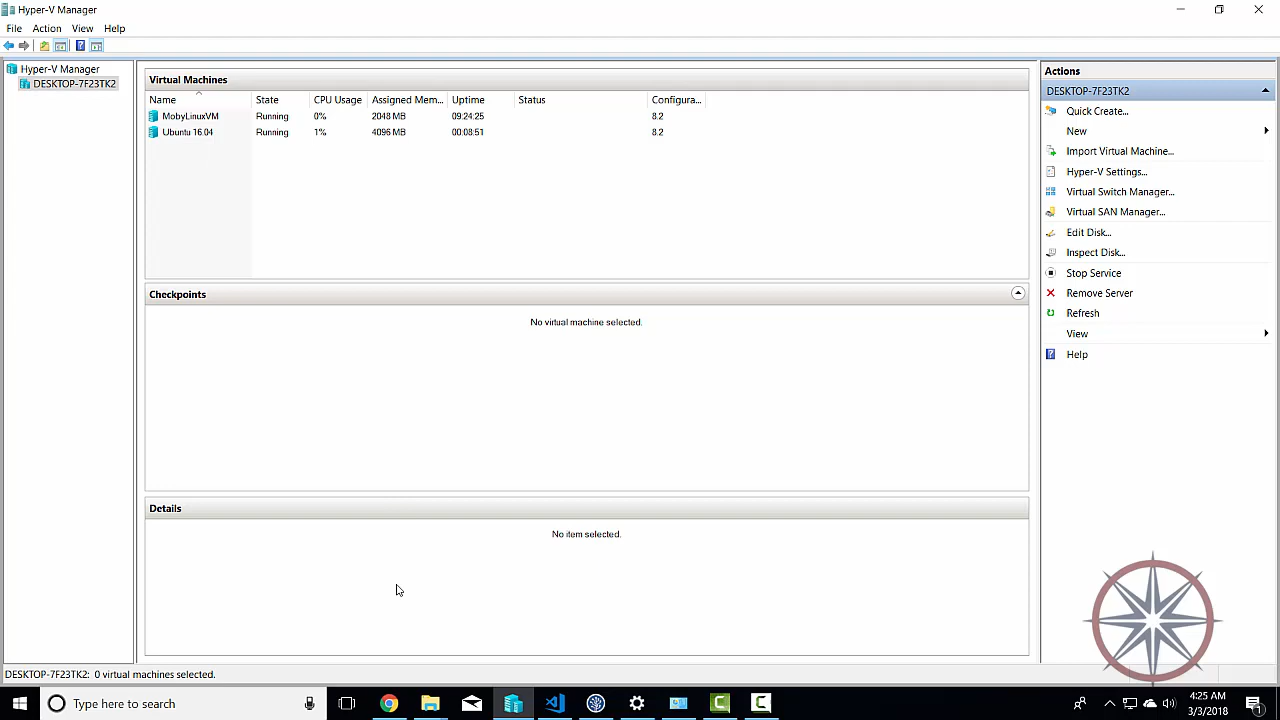 Hyper-V Manager
File Action View Help
Hyper-V Manager
DESKTOP-7F23TK2
Virtual Machines
Name State CPU Usage Assigned Mem... Uptime Status Configura...
MobyLinuxVM Running 0% 2048 MB 09:24:25 8.2
Ubuntu 16.04 Running 1% 4096 MB 00:08:51 8.2
Checkpoints
No virtual machine selected.
Details
No item selected.
Actions
DESKTOP-7F23TK2
Quick Create...
New
Import Virtual Machine...
Hyper-V Settings...
Virtual Switch Manager...
Virtual SAN Manager...
Edit Disk...
Inspect Disk...
Stop Service
Remove Server
Refresh
View
Help
DESKTOP-7F23TK2: 0 virtual machines selected.
Type here to search
4:25 AM
3/3/2018